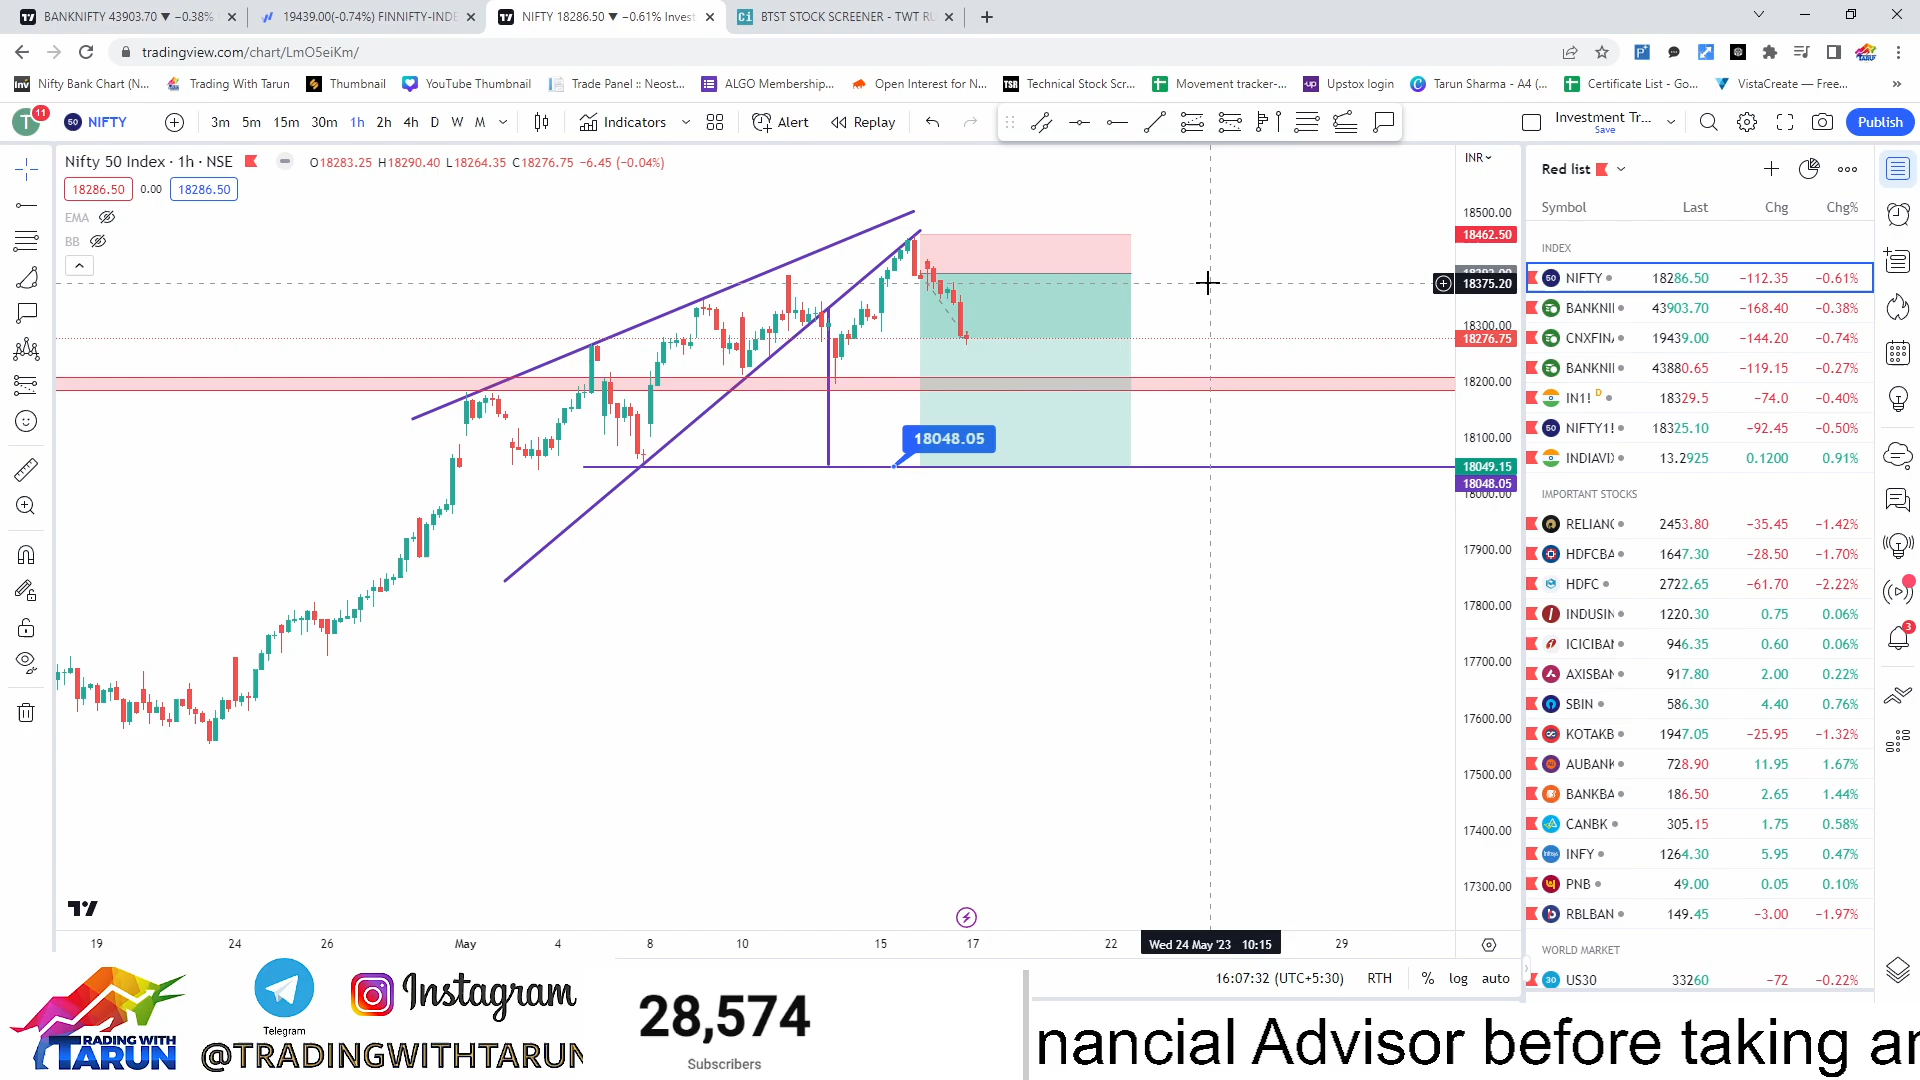 BANKNIFTY 43903.70 ▼ −0.38%
19439.00(-0.74%) FINNIFTY-INDE
NIFTY 18286.50 ▼ −0.61% Invest
BTST STOCK SCREENER - TWT RU
tradingview.com/chart/LmO5eiKm/
Nifty Bank Chart (N...
Trading With Tarun
Thumbnail
YouTube Thumbnail
Trade Panel :: Neost...
ALGO Membership...
Open Interest for N...
Technical Stock Scr...
Movement tracker-...
Upstox login
Tarun Sharma - A4 (...
Certificate List - Go...
VistaCreate — Free...
T 11
50 NIFTY
3m 5m 15m 30m 1h 2h 4h D W M
Indicators
Alert
Replay
Investment Tr...
Save
Publish
Nifty 50 Index · 1h · NSE
O18283.25 H18290.40 L18264.35 C18276.75 −6.45 (−0.04%)
18286.50 0.00 18286.50
EMA
BB
18048.05
INR
18500.00
18462.50
18375.20
18300.00
18276.75
18200.00
18100.00
18049.15
18048.05
18000.00
17900.00
17800.00
17700.00
17600.00
17500.00
17400.00
17300.00
19 24 26 May 4 8 10 15 17 22 Wed 24 May '23 10:15 29
16:07:32 (UTC+5:30) RTH % log auto
Red list
Symbol Last Chg Chg%
INDEX
NIFTY 18286.50 −112.35 −0.61%
BANKNII 43903.70 −168.40 −0.38%
CNXFIN 19439.00 −144.20 −0.74%
BANKNII 43880.65 −119.15 −0.27%
IN1! D 18329.5 −74.0 −0.40%
NIFTY1! 18325.10 −92.45 −0.50%
INDIAVI 13.2925 0.1200 0.91%
IMPORTANT STOCKS
RELIANC 2453.80 −35.45 −1.42%
HDFCBA 1647.30 −28.50 −1.70%
HDFC 2722.65 −61.70 −2.22%
INDUSIN 1220.30 0.75 0.06%
ICICIBAN 946.35 0.60 0.06%
AXISBAN 917.80 2.00 0.22%
SBIN 586.30 4.40 0.76%
KOTAKB 1947.05 −25.95 −1.32%
AUBANK 728.90 11.95 1.67%
BANKBA 186.50 2.65 1.44%
CANBK 305.15 1.75 0.58%
INFY 1264.30 5.95 0.47%
PNB 49.00 0.05 0.10%
RBLBAN 149.45 −3.00 −1.97%
WORLD MARKET
US30 33260 −72 −0.22%
3
TRADING WITH
TARUN
Telegram
Instagram
@TRADINGWITHTARUN
28,574
Subscribers
nancial Advisor before taking an